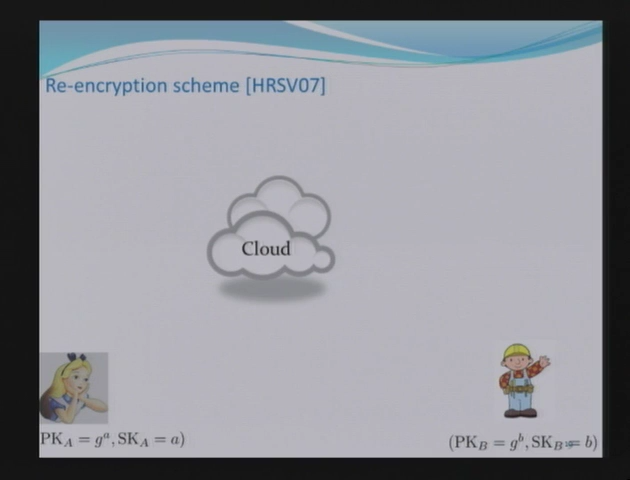 Re-encryption scheme [HRSV07]
Cloud
PK_A = g^a, SK_A = a)
(PK_B = g^b, SK_B = b)